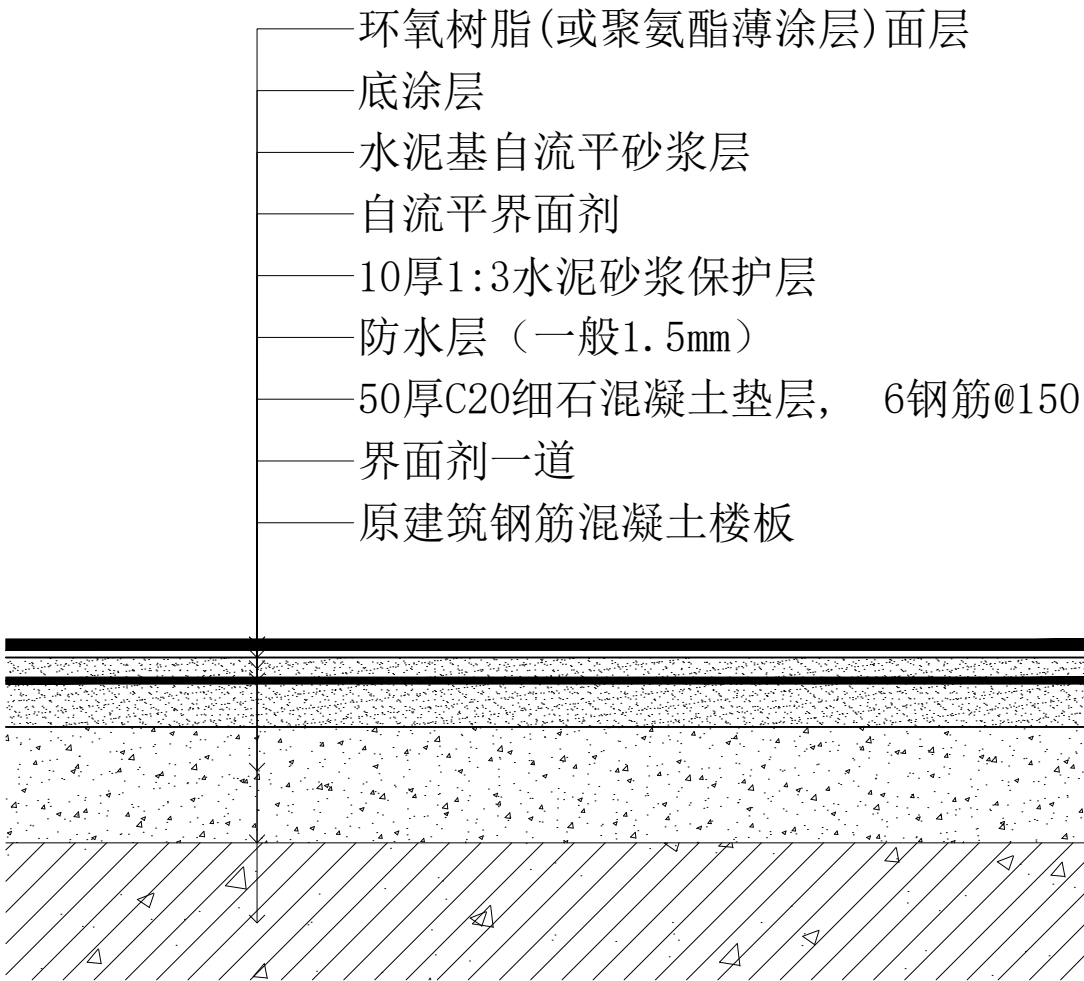 环氧树脂(或聚氨酯薄涂层)面层
底涂层
水泥基自流平砂浆层
自流平界面剂
10厚1:3水泥砂浆保护层
防水层（一般1.5mm）
50厚C20细石混凝土垫层, 6钢筋@150
界面剂一道
原建筑钢筋混凝土楼板